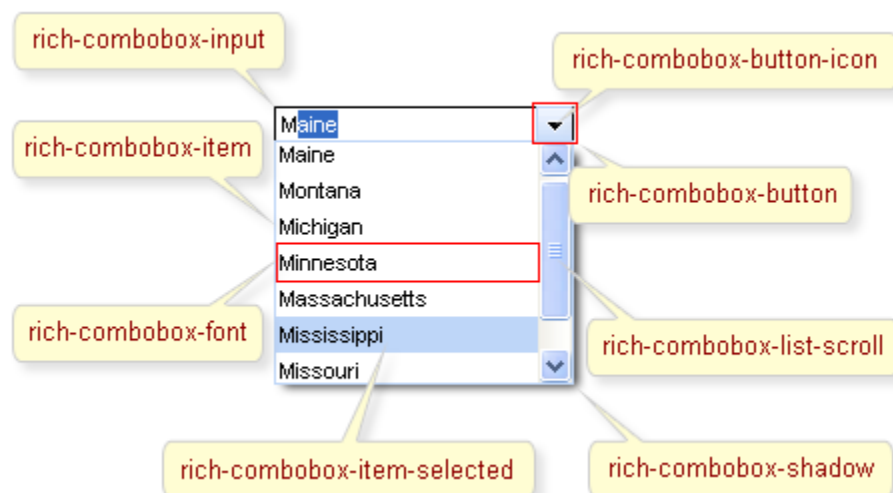 rich-combobox-input
rich-combobox-button-icon
Maine
rich-combobox-item
Maine
Montana
rich-combobox-button
Michigan
Minnesota
Massachusetts
rich-combobox-font
Mississippi
rich-combobox-list-scroll
Missouri
rich-combobox-item-selected
rich-combobox-shadow